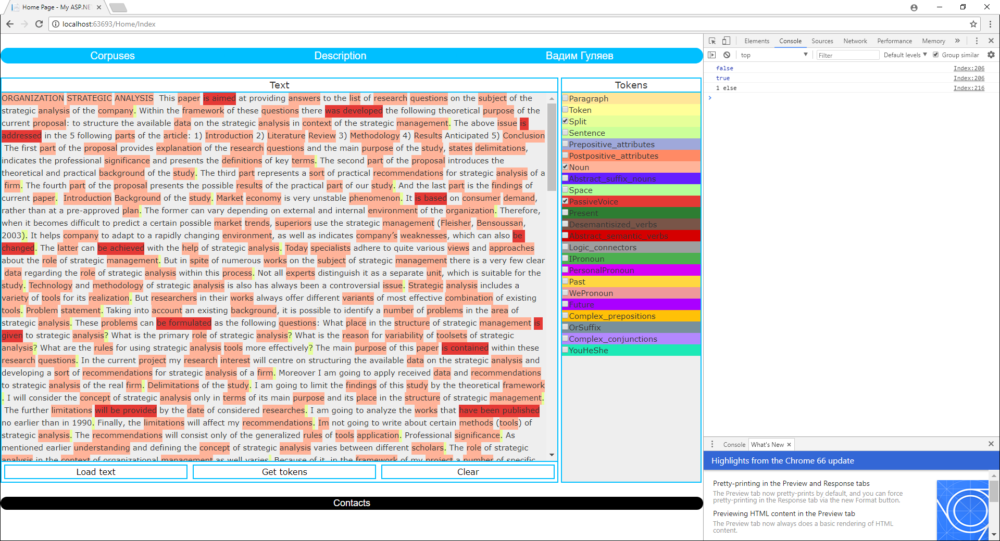 Home Page - My ASP.NE
localhost:63693/Home/Index
Corpuses Description Вадим Гуляев
Text
ORGANIZATION STRATEGIC ANALYSIS This paper is aimed at providing answers to the list of research questions on the subject of the
strategic analysis of the company. Within the framework of these questions there was developed the following theoretical purpose of the
current proposal: to structure the available data on the strategic analysis in context of the strategic management. The above issue is
addressed in the 5 following parts of the article: 1) Introduction 2) Literature Review 3) Methodology 4) Results Anticipated 5) Conclusion
The first part of the proposal provides explanation of the research questions and the main purpose of the study, states delimitations,
indicates the professional significance and presents the definitions of key terms. The second part of the proposal introduces the
theoretical and practical background of the study. The third part represents a sort of practical recommendations for strategic analysis of a
firm. The fourth part of the proposal presents the possible results of the practical part of our study. And the last part is the findings of
current paper. Introduction Background of the study. Market economy is very unstable phenomenon. It is based on consumer demand,
rather than at a pre-approved plan. The former can vary depending on external and internal environment of the organization. Therefore,
when it becomes difficult to predict a certain possible market trends, superiors use the strategic management (Fleisher, Bensoussan,
2003). It helps company to adapt to a rapidly changing environment, as well as indicates company’s weaknesses, which can also be
changed. The latter can be achieved with the help of strategic analysis. Today specialists adhere to quite various views and approaches
about the role of strategic management. But in spite of numerous works on the subject of strategic management there is a very few clear
data regarding the role of strategic analysis within this process. Not all experts distinguish it as a separate unit, which is suitable for the
study. Technology and methodology of strategic analysis is also has always been a controversial issue. Strategic analysis includes a
variety of tools for its realization. But researchers in their works always offer different variants of most effective combination of existing
tools. Problem statement. Taking into account an existing background, it is possible to identify a number of problems in the area of
strategic analysis. These problems can be formulated as the following questions: What place in the structure of strategic management is
given to strategic analysis? What is the primary role of strategic analysis? What is the reason for variability of toolsets of strategic
analysis? What are the rules for using strategic analysis tools more effectively? The main purpose of this paper is contained within these
research questions. In the current project my research interest will centre on structuring the available data on the strategic analysis and
developing a sort of recommendations for strategic analysis of a firm. Moreover I am going to apply received data and recommendations
to strategic analysis of the real firm. Delimitations of the study. I am going to limit the findings of this study by the theoretical framework
. I will consider the concept of strategic analysis only in terms of its main purpose and its place in the structure of strategic management.
The further limitations will be provided by the date of considered researches. I am going to analyze the works that have been published
no earlier than in 1990. Finally, the limitations will affect my recommendations. Im not going to write about certain methods (tools) of
strategic analysis. The recommendations will consist only of the generalized rules of tools application. Professional significance. As
mentioned earlier understanding and defining the concept of strategic analysis varies between different scholars. The role of strategic
analysis in the context of organizational management as well varies. Because of it, in the framework of my project a number of specific
Load text Get tokens Clear
Tokens
Paragraph
Token
Split
Sentence
Prepositive_attributes
Postpositive_attributes
Noun
Abstract_suffix_nouns
Space
PassiveVoice
Present
Desemantisized_verbs
Abstract_semantic_verbs
Logic_connectors
IPronoun
PersonalPronoun
Past
WePronoun
Future
Complex_prepositions
OrSuffix
Complex_conjunctions
YouHeShe
Contacts
Elements Console Sources Network Performance Memory
top Filter Default levels Group similar
false Index:206
true Index:206
1 else Index:216
Console What's New
Highlights from the Chrome 66 update
Pretty-printing in the Preview and Response tabs
The Preview tab now pretty-prints by default, and you can force
pretty-printing in the Response tab via the new Format button.
Previewing HTML content in the Preview tab
The Preview tab now always does a basic rendering of HTML
content.